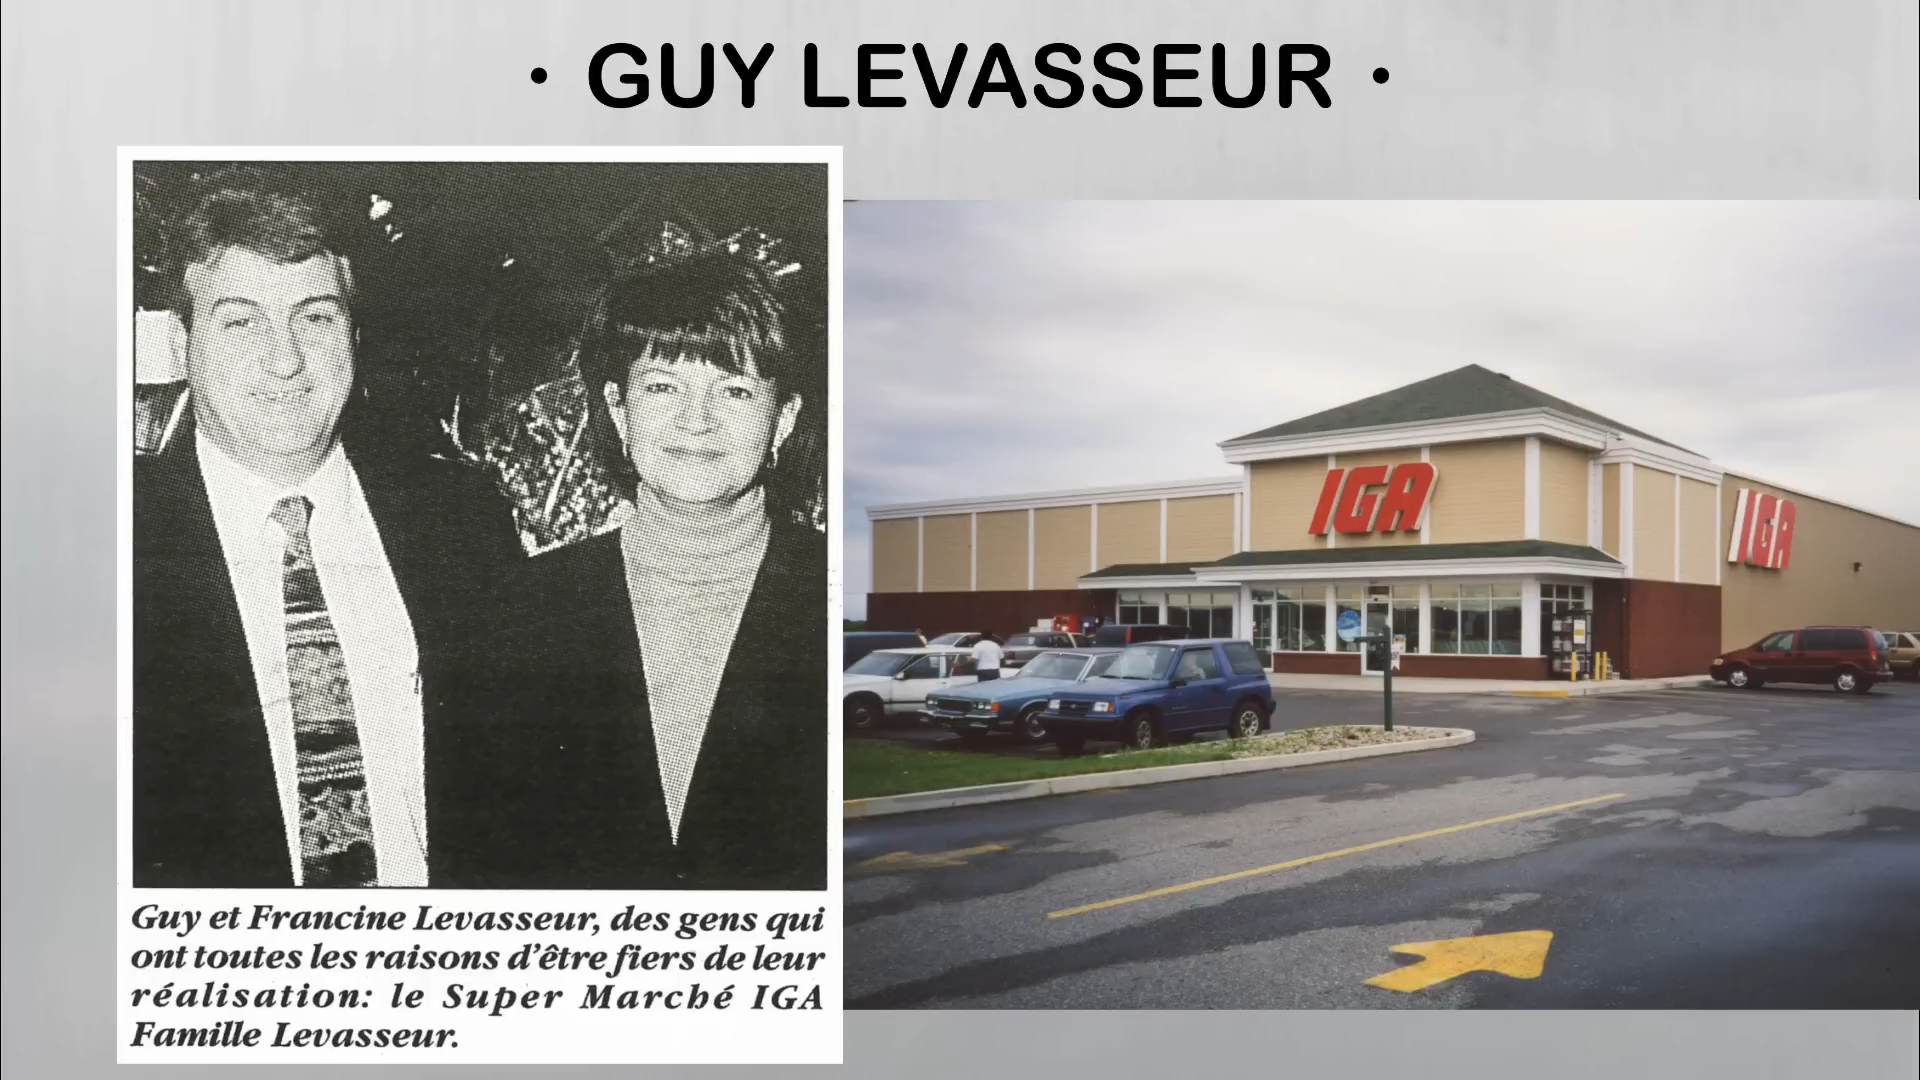 • GUY LEVASSEUR •
Guy et Francine Levasseur, des gens qui
ont toutes les raisons d'être fiers de leur
réalisation: le Super Marché IGA
Famille Levasseur.
IGA
IGA